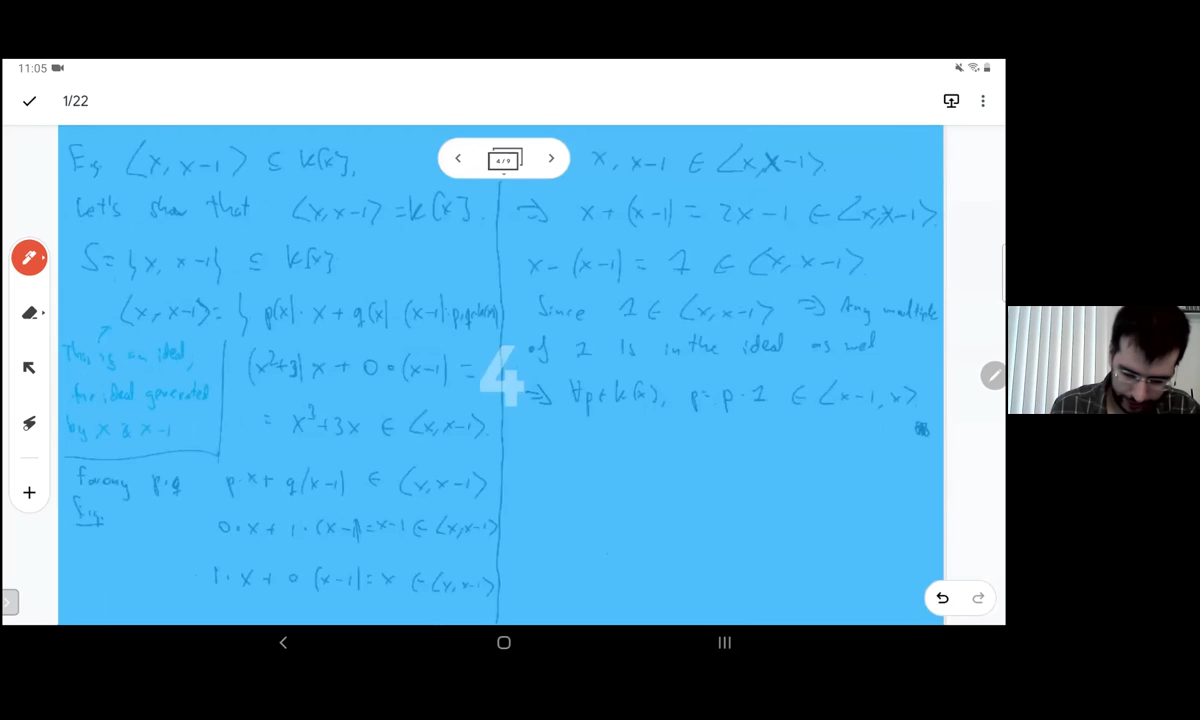 11:05
1/22
4/9
E.g. ⟨x, x-1⟩ ⊆ k[x].
Let's show that ⟨x, x-1⟩ = k[x].
S = {x, x-1} ⊆ k[x].
⟨x, x-1⟩ = { p(x)·x + q(x) (x-1) : p, q ∈ k[x]}
This is an ideal,
the ideal generated
by x & x-1
(x²+3) x + 0 · (x-1) =
= x³+3x ∈ ⟨x, x-1⟩.
For any p, q p·x + q(x-1) ∈ ⟨x, x-1⟩
E.g.
0·x + 1·(x-1) = x-1 ∈ ⟨x, x-1⟩
1·x + 0 (x-1) = x ∈ ⟨x, x-1⟩
x, x-1 ∈ ⟨x, x-1⟩.
⇒ x + (x-1) = 2x-1 ∈ ⟨x, x-1⟩.
x - (x-1) = 1 ∈ ⟨x, x-1⟩.
Since 1 ∈ ⟨x, x-1⟩ ⇒ Any multiple
of 1 is in the ideal as well
⇒ ∀p ∈ k[x], p = p·1 ∈ ⟨x-1, x⟩.
4